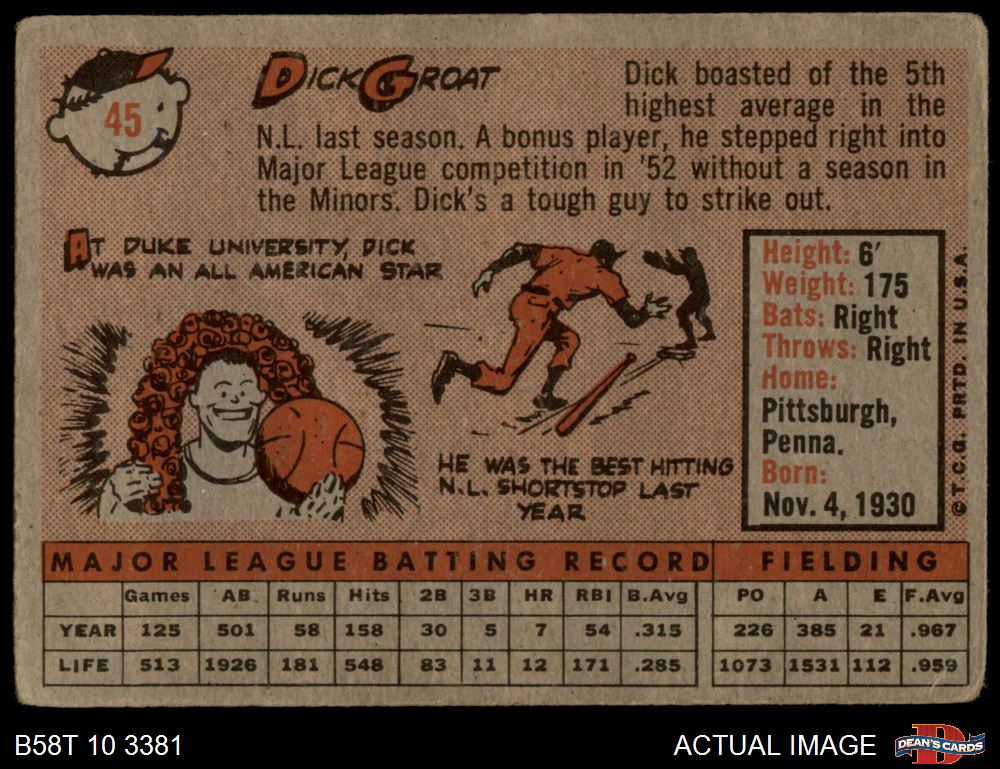 45
DICK GROAT
Dick boasted of the 5th
highest average in the
N.L. last season. A bonus player, he stepped right into
Major League competition in '52 without a season in
the Minors. Dick's a tough guy to strike out.
AT DUKE UNIVERSITY, DICK
WAS AN ALL AMERICAN STAR
HE WAS THE BEST HITTING
N.L. SHORTSTOP LAST
YEAR
Height: 6'
Weight: 175
Bats: Right
Throws: Right
Home:
Pittsburgh,
Penna.
Born:
Nov. 4, 1930
©T.C.G. PRTD. IN U.S.A.
MAJOR LEAGUE BATTING RECORD FIELDING
Games AB Runs Hits 2B 3B HR RBI B.Avg PO A E F.Avg
YEAR 125 501 58 158 30 5 7 54 .315 226 385 21 .967
LIFE 513 1926 181 548 83 11 12 171 .285 1073 1531 112 .959
B58T 10 3381
ACTUAL IMAGE
D
DEAN'S CARDS